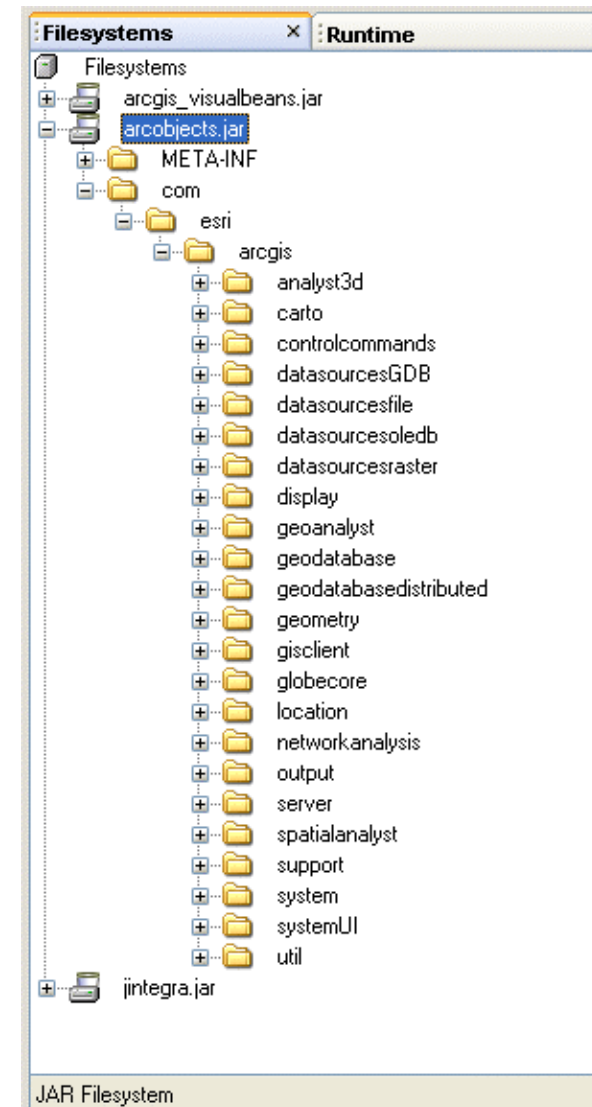 Filesystems × Runtime
Filesystems
arcgis_visualbeans.jar
arcobjects.jar
META-INF
com
esri
arcgis
analyst3d
carto
controlcommands
datasourcesGDB
datasourcesfile
datasourcesoledb
datasourcesraster
display
geoanalyst
geodatabase
geodatabasedistributed
geometry
gisclient
globecore
location
networkanalysis
output
server
spatialanalyst
support
system
systemUI
util
jintegra.jar
JAR Filesystem